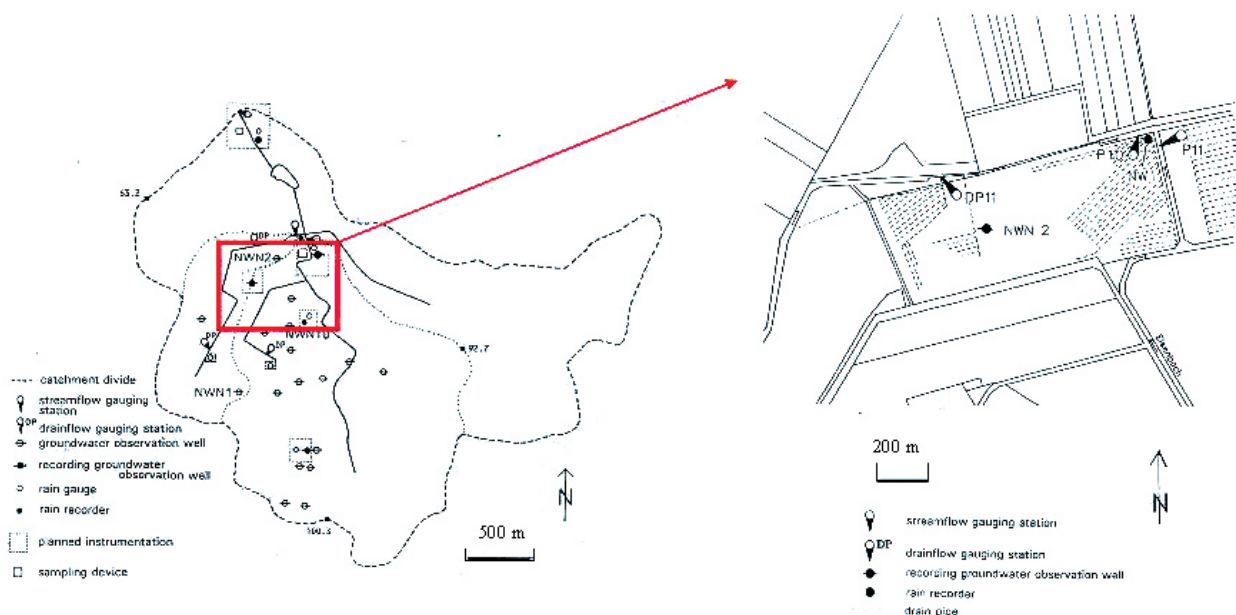 63.2
DP
NWN2
NWN10
DP
DP
92.7
NWN1
100.3
catchment divide
streamflow gauging
station
DP
drainflow gauging station
groundwater observation well
recording groundwater
observation well
rain gauge
rain recorder
planned instrumentation
sampling device
N
500 m
P11
DP11
NWN 2
200 m
N
streamflow gauging station
DP
drainflow gauging station
recording groundwater observation well
rain recorder
drain pipe